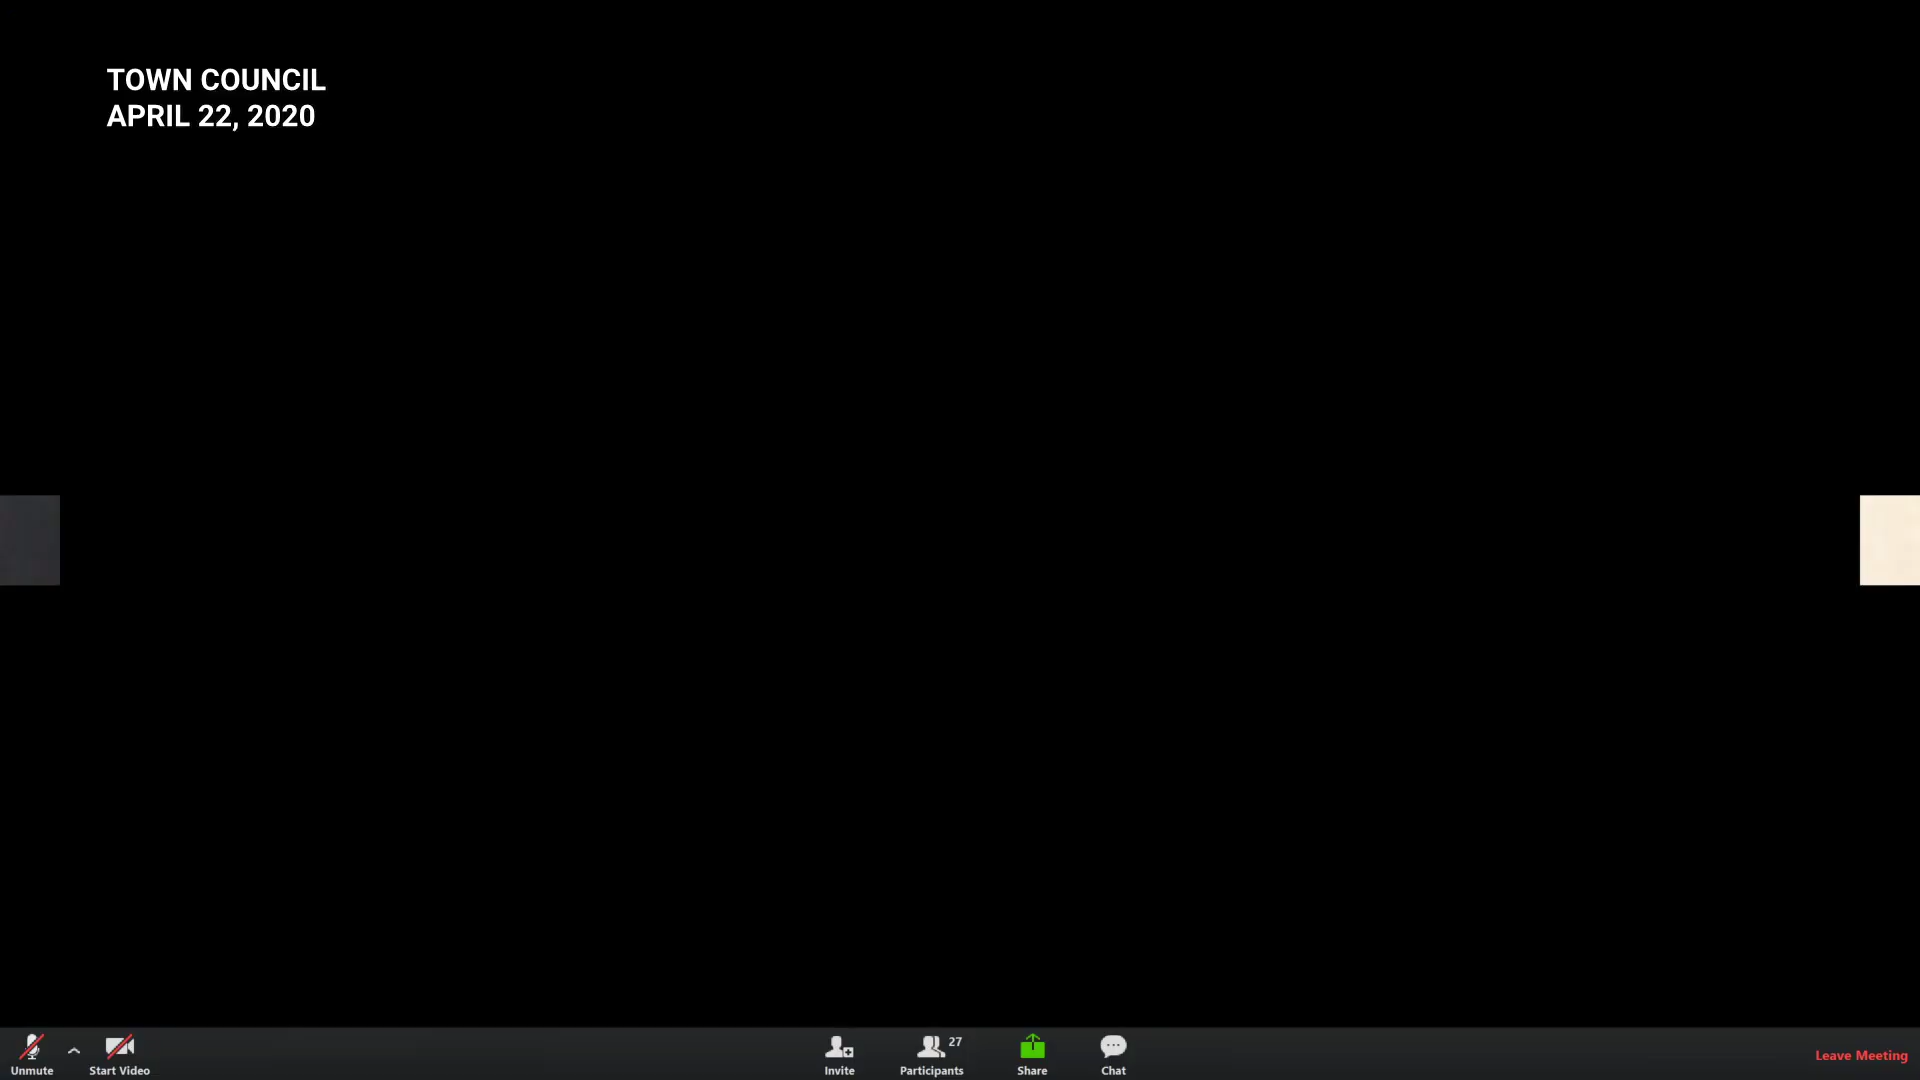 TOWN COUNCIL
APRIL 22, 2020
Unmute
Start Video
Invite
27
Participants
Share
Chat
Leave Meeting